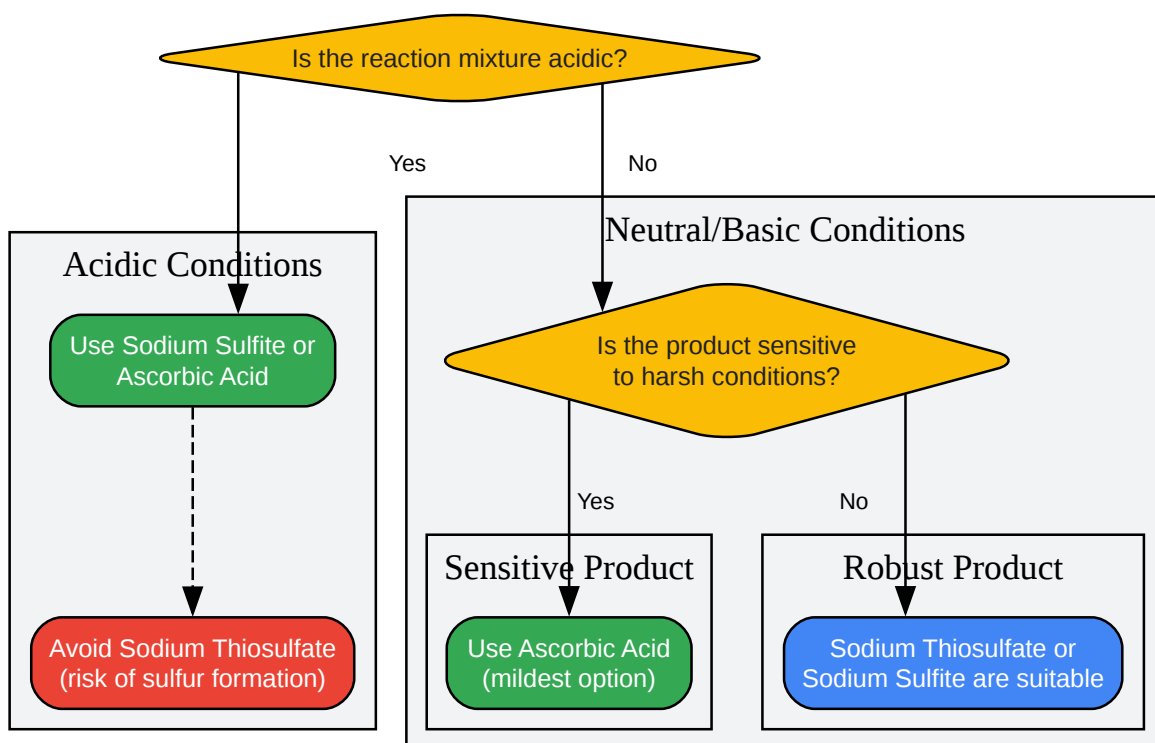 Is the reaction mixture acidic?
Yes
No
Acidic Conditions
Use Sodium Sulfite or
Ascorbic Acid
Avoid Sodium Thiosulfate
(risk of sulfur formation)
Neutral/Basic Conditions
Is the product sensitive
to harsh conditions?
Yes
No
Sensitive Product
Use Ascorbic Acid
(mildest option)
Robust Product
Sodium Thiosulfate or
Sodium Sulfite are suitable